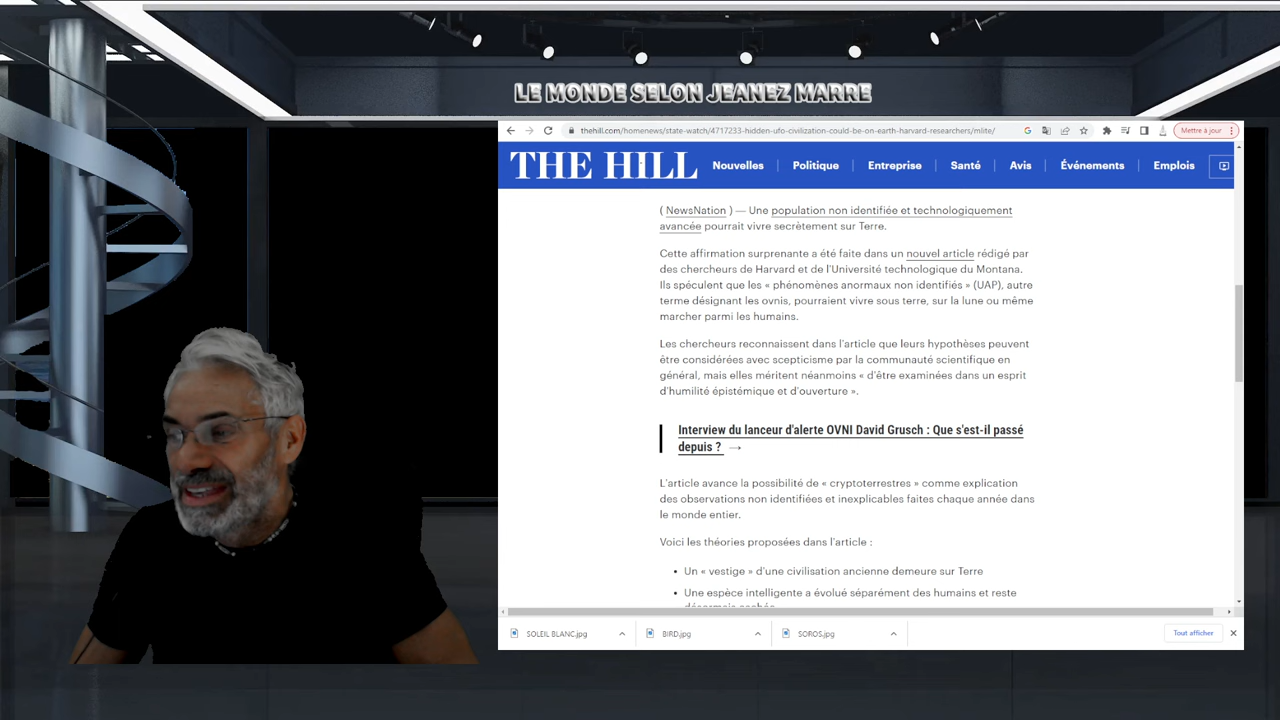 LE MONDE SELON JEANEZ MARRE
thehill.com/homenews/state-watch/4717233-hidden-ufo-civilization-could-be-on-earth-harvard-researchers/mlite/
Mettre à jour
THE HILL
Nouvelles | Politique | Entreprise | Santé | Avis | Événements | Emplois
( NewsNation ) — Une population non identifiée et technologiquement
avancée pourrait vivre secrètement sur Terre.
Cette affirmation surprenante a été faite dans un nouvel article rédigé par
des chercheurs de Harvard et de l'Université technologique du Montana.
Ils spéculent que les « phénomènes anormaux non identifiés » (UAP), autre
terme désignant les ovnis, pourraient vivre sous terre, sur la lune ou même
marcher parmi les humains.
Les chercheurs reconnaissent dans l'article que leurs hypothèses peuvent
être considérées avec scepticisme par la communauté scientifique en
général, mais elles méritent néanmoins « d'être examinées dans un esprit
d'humilité épistémique et d'ouverture ».
Interview du lanceur d'alerte OVNI David Grusch : Que s'est-il passé
depuis ? →
L'article avance la possibilité de « cryptoterrestres » comme explication
des observations non identifiées et inexplicables faites chaque année dans
le monde entier.
Voici les théories proposées dans l'article :
• Un « vestige » d'une civilisation ancienne demeure sur Terre
• Une espèce intelligente a évolué séparément des humains et reste
désormais cachée
SOLEIL BLANC.jpg
BIRD.jpg
SOROS.jpg
Tout afficher